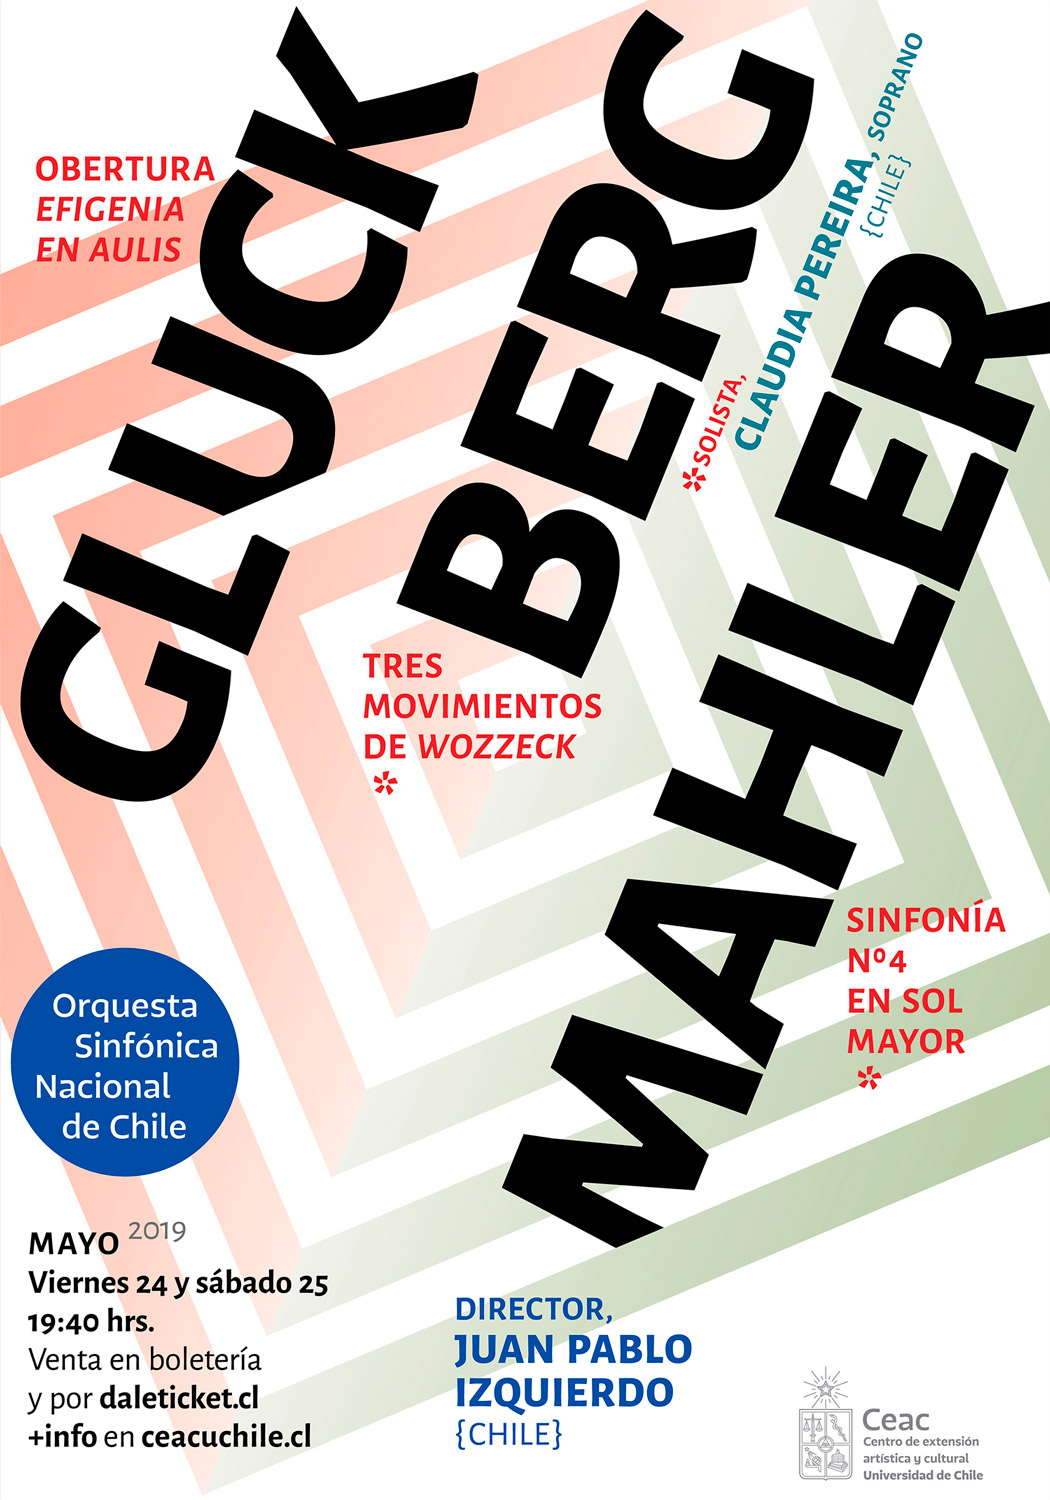 GLUCK
OBERTURA
EFIGENIA
EN AULIS
BERG
TRES
MOVIMIENTOS
DE WOZZECK
*
*SOLISTA,
CLAUDIA PEREIRA, SOPRANO
{CHILE}
MAHLER
SINFONÍA
Nº4
EN SOL
MAYOR
*
Orquesta
Sinfónica
Nacional
de Chile
MAYO 2019
Viernes 24 y sábado 25
19:40 hrs.
Venta en boletería
y por daleticket.cl
+info en ceacuchile.cl
DIRECTOR,
JUAN PABLO
IZQUIERDO
{CHILE}
Ceac
Centro de extensión
artística y cultural
Universidad de Chile